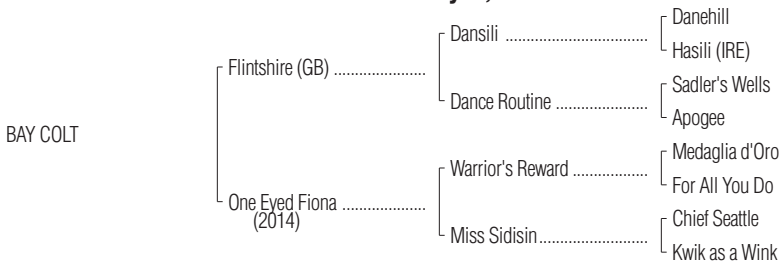 Danehill
Dansili ....................................
Hasili (IRE)
Flintshire (GB) ......................
Sadler's Wells
Dance Routine .......................
Apogee
BAY COLT
Medaglia d'Oro
Warrior's Reward ...................
For All You Do
One Eyed Fiona ....................
(2014)
Chief Seattle
Miss Sidisin...........................
Kwik as a Wink